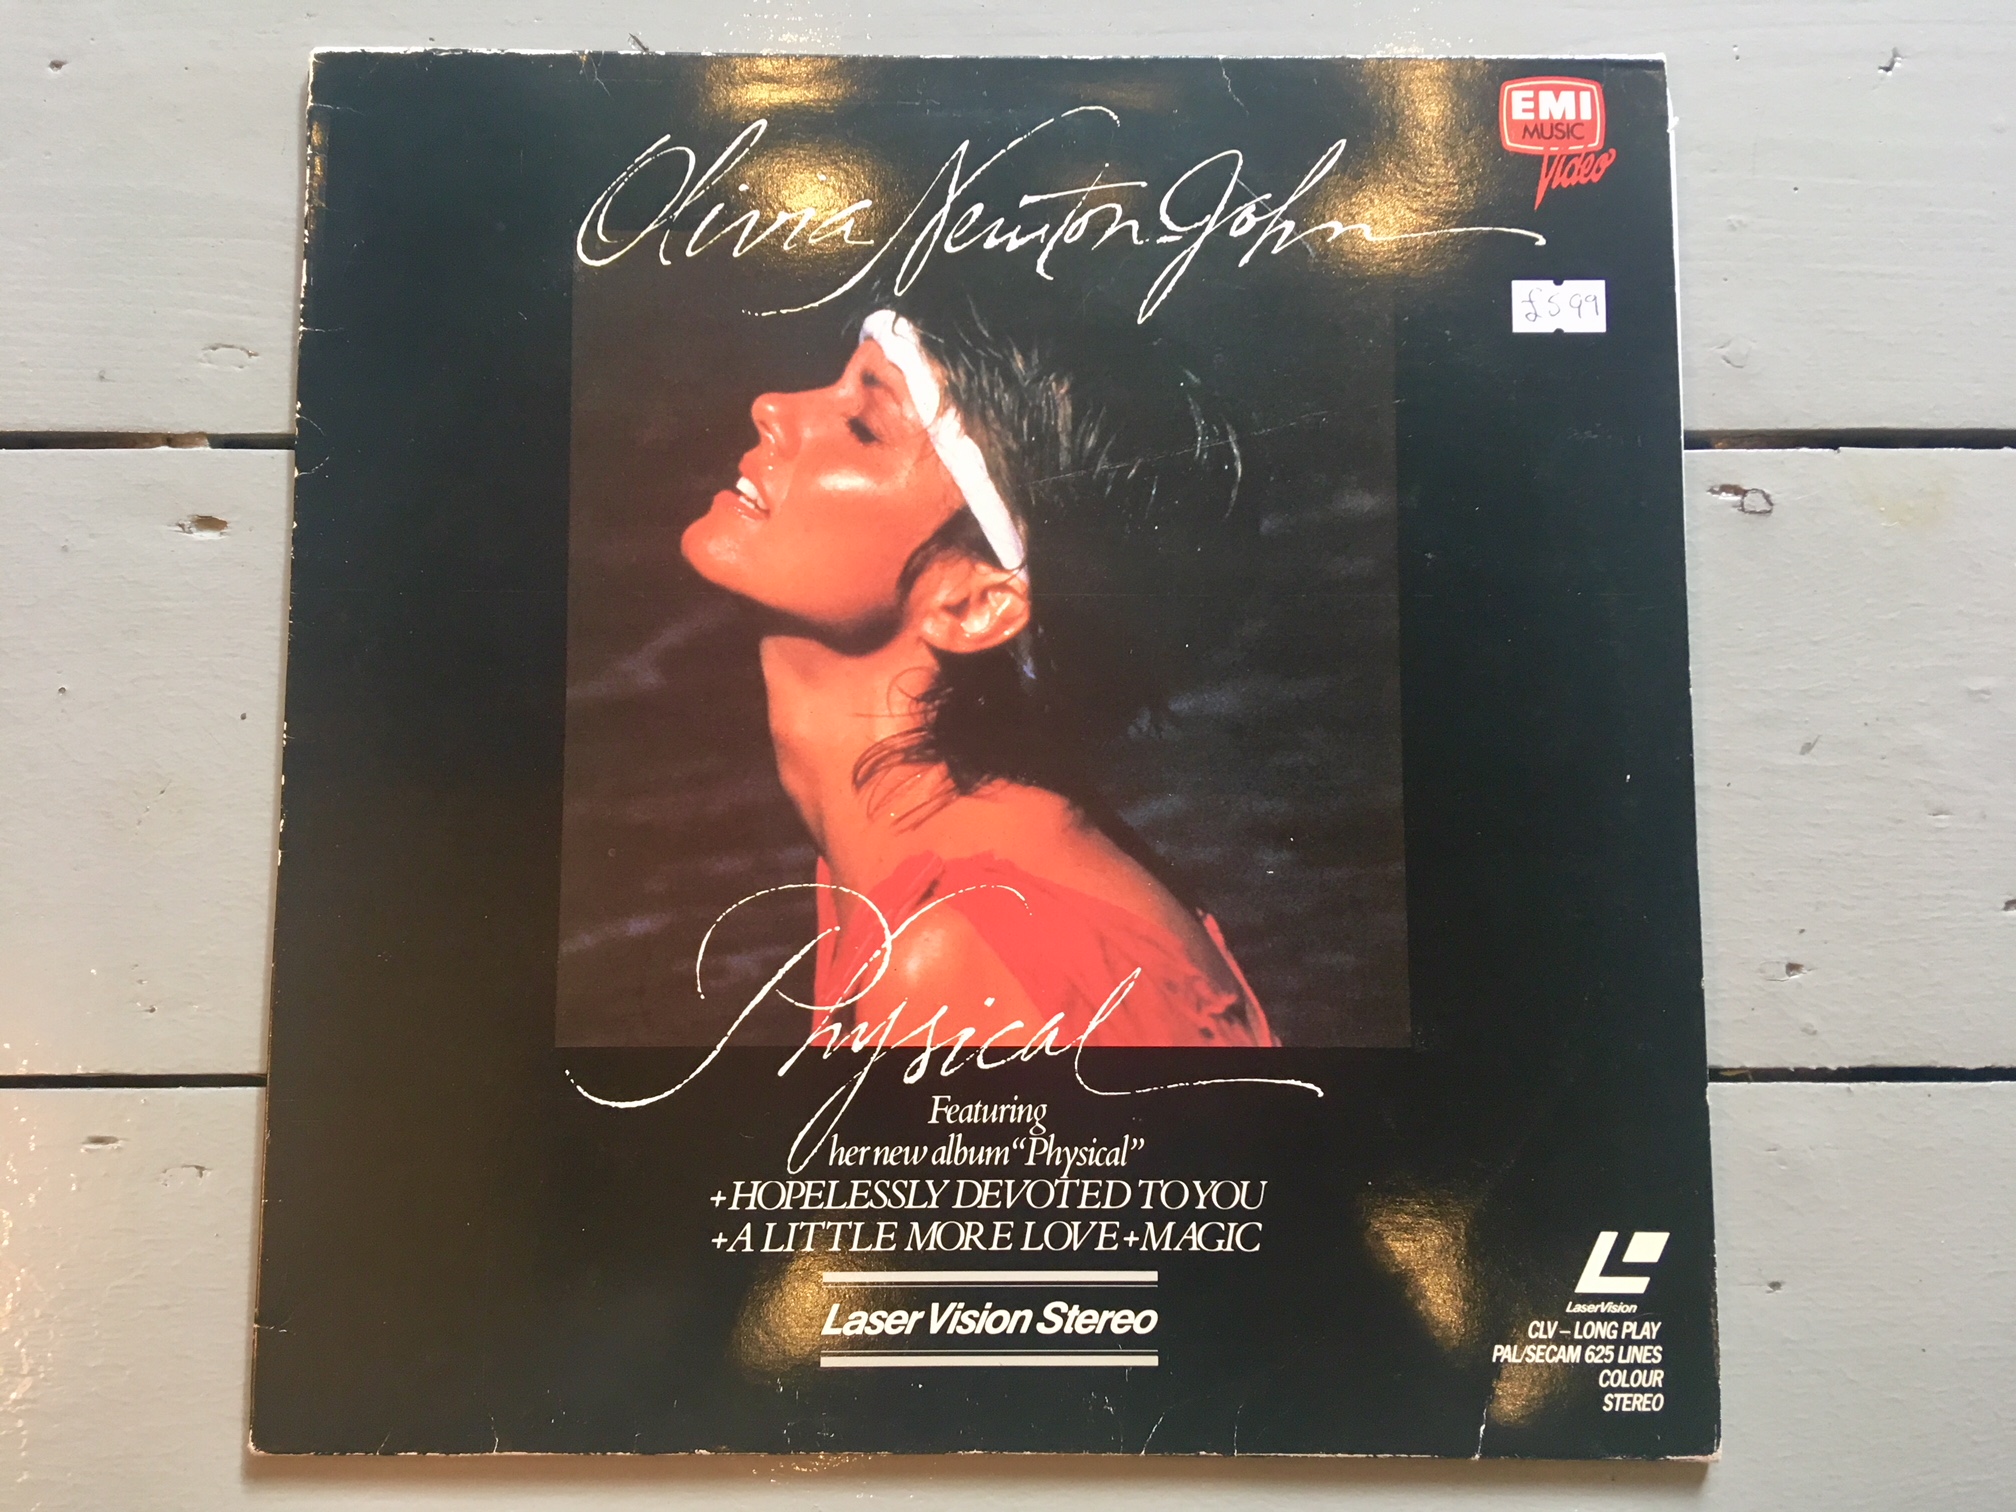 EMI
MUSIC
Video
Olivia Newton-John
£5 99
Physical
Featuring
her new album “Physical”
+HOPELESSLY DEVOTED TO YOU
+A LITTLE MORE LOVE+MAGIC
Laser Vision Stereo
LaserVision
CLV – LONG PLAY
PAL/SECAM 625 LINES
COLOUR
STEREO